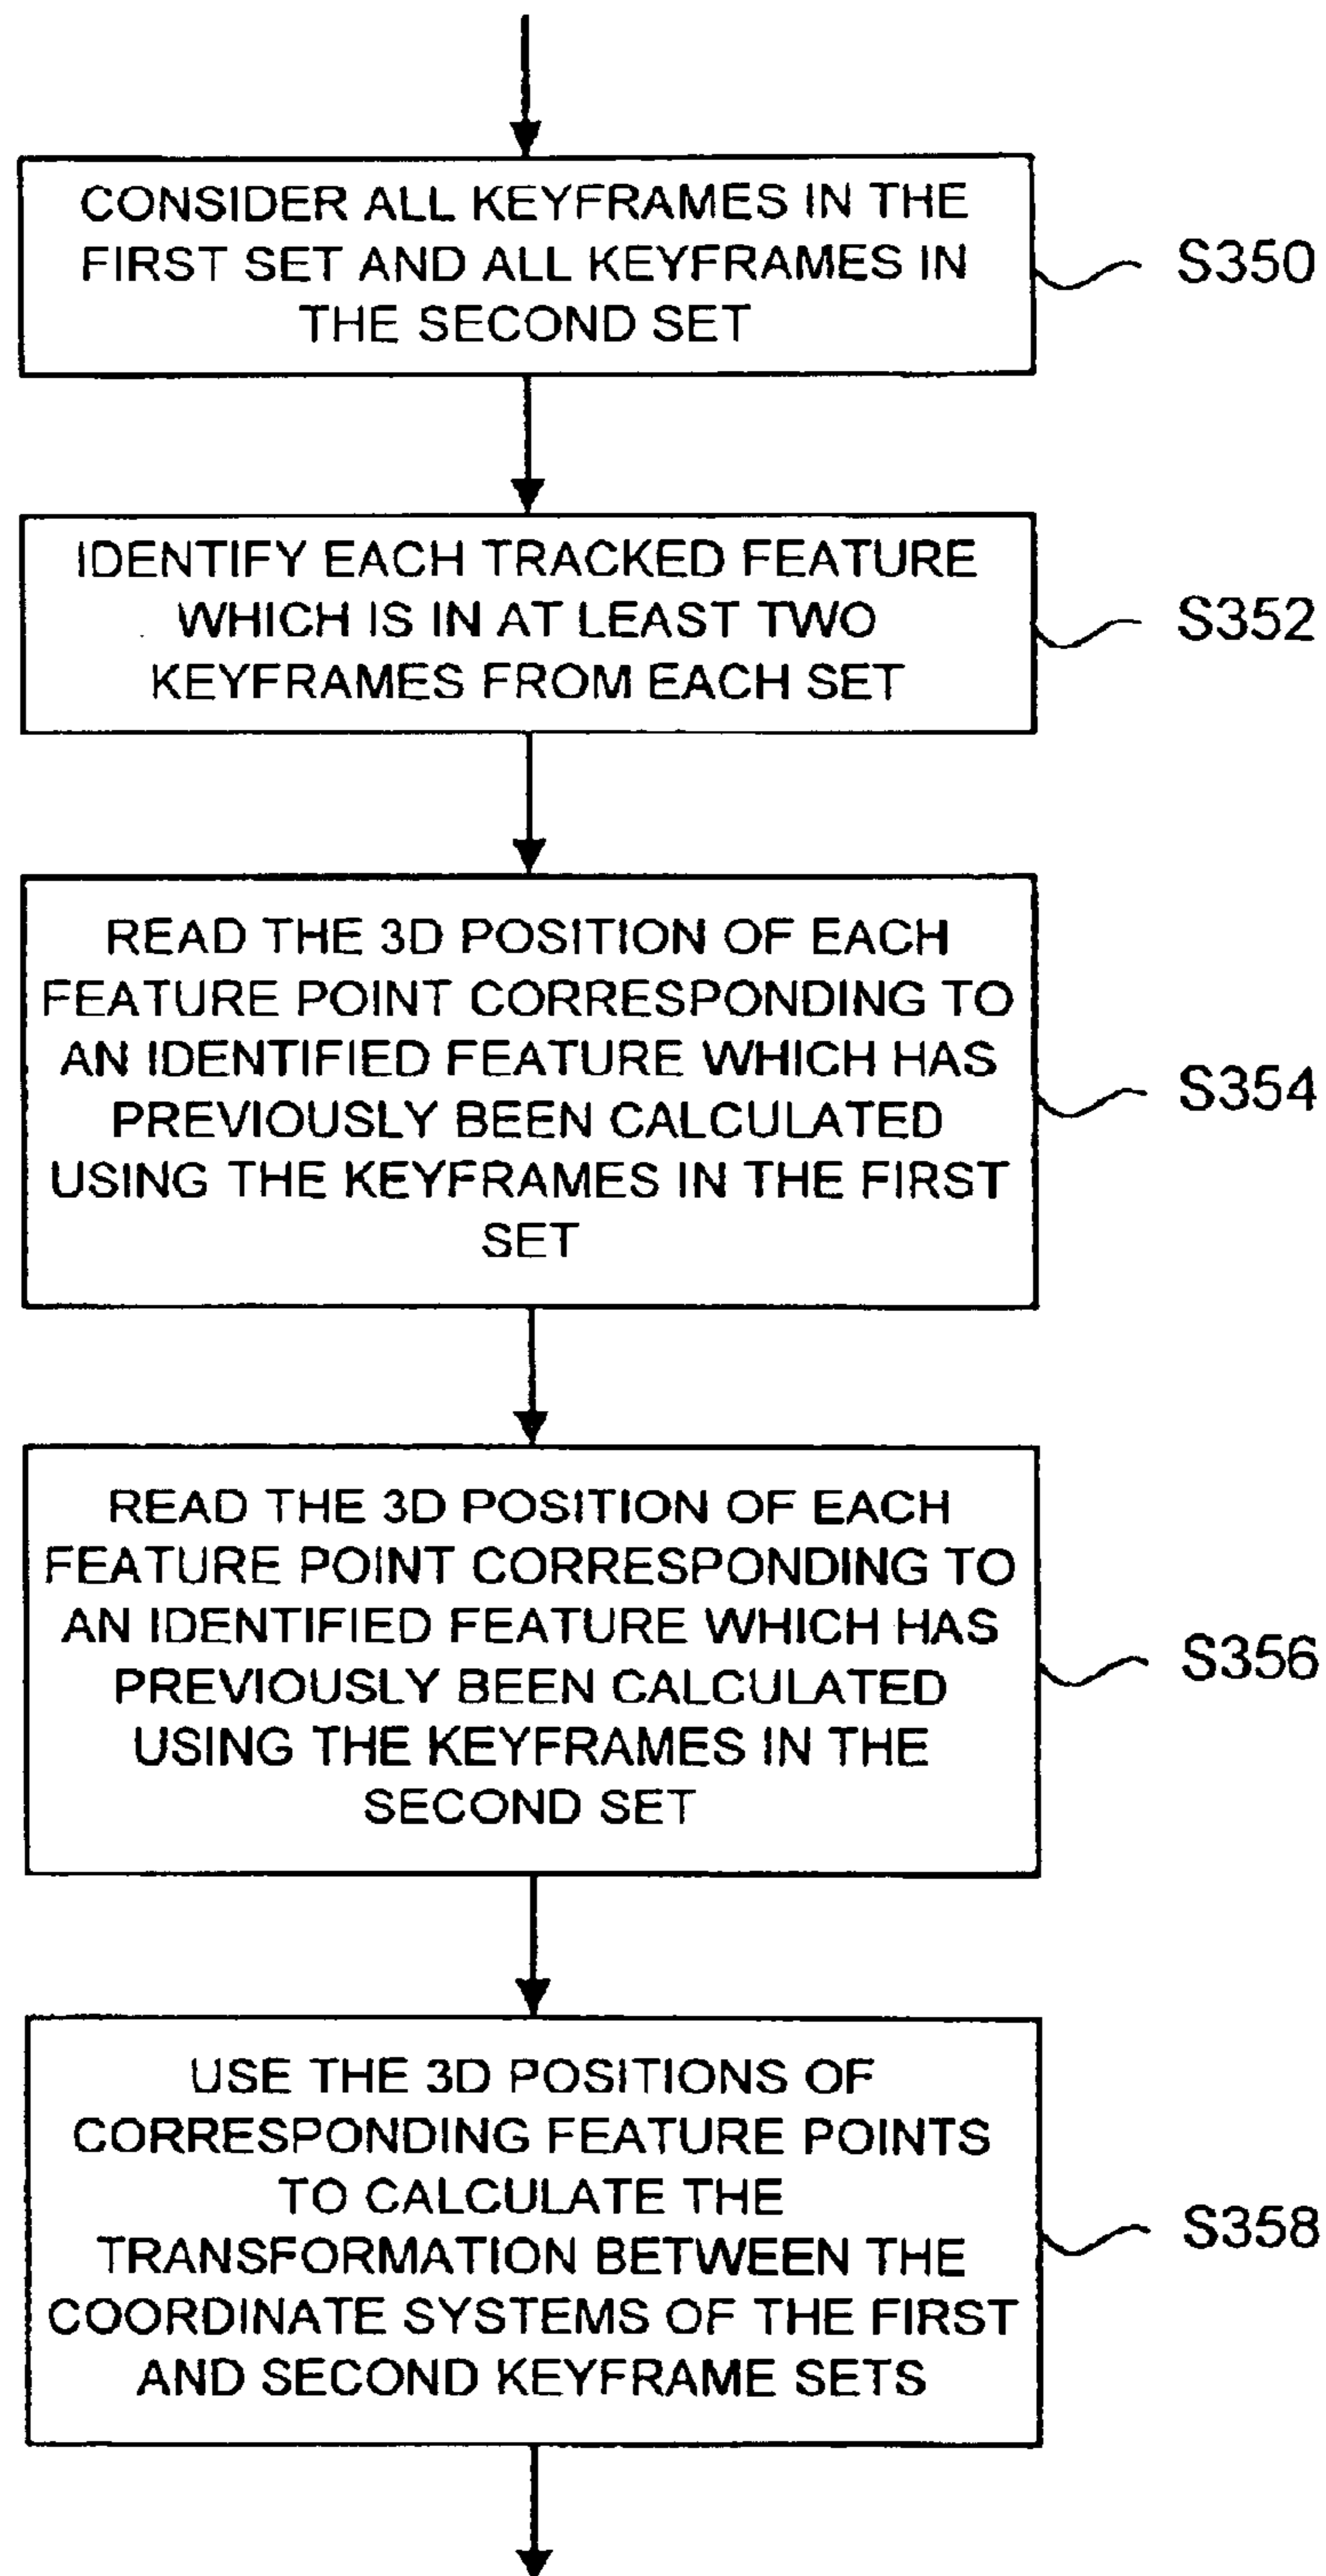 CONSIDER ALL KEYFRAMES IN THE
FIRST SET AND ALL KEYFRAMES IN
THE SECOND SET
S350
IDENTIFY EACH TRACKED FEATURE
WHICH IS IN AT LEAST TWO
KEYFRAMES FROM EACH SET
S352
READ THE 3D POSITION OF EACH
FEATURE POINT CORRESPONDING TO
AN IDENTIFIED FEATURE WHICH HAS
PREVIOUSLY BEEN CALCULATED
USING THE KEYFRAMES IN THE FIRST
SET
S354
READ THE 3D POSITION OF EACH
FEATURE POINT CORRESPONDING TO
AN IDENTIFIED FEATURE WHICH HAS
PREVIOUSLY BEEN CALCULATED
USING THE KEYFRAMES IN THE
SECOND SET
S356
USE THE 3D POSITIONS OF
CORRESPONDING FEATURE POINTS
TO CALCULATE THE
TRANSFORMATION BETWEEN THE
COORDINATE SYSTEMS OF THE FIRST
AND SECOND KEYFRAME SETS
S358